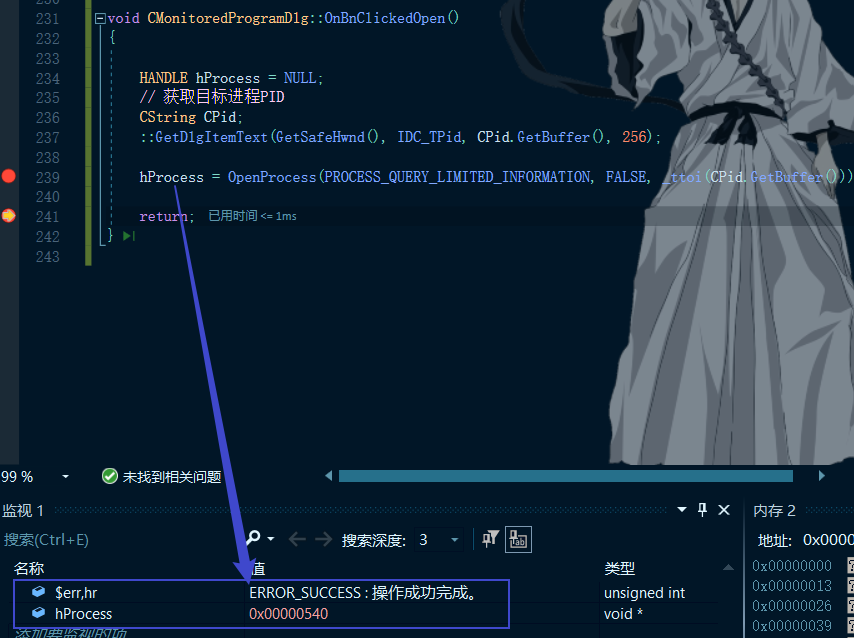 231 void CMonitoredProgramDlg::OnBnClickedOpen()
232 {
233
234 HANDLE hProcess = NULL;
235 // 获取目标进程PID
236 CString CPid;
237 ::GetDlgItemText(GetSafeHwnd(), IDC_TPid, CPid.GetBuffer(), 256);
238
239 hProcess = OpenProcess(PROCESS_QUERY_LIMITED_INFORMATION, FALSE, _ttoi(CPid.GetBuffer()))
240
241 return; 已用时间 <= 1ms
242 }
243
99 % 未找到相关问题
监视 1 内存 2
搜索(Ctrl+E) 搜索深度: 3 地址: 0x0000
名称 值 类型
0x00000000
$err,hr ERROR_SUCCESS : 操作成功完成。 unsigned int
0x00000013
hProcess 0x00000540 void *
0x00000026
添加要监视的项
0x00000039